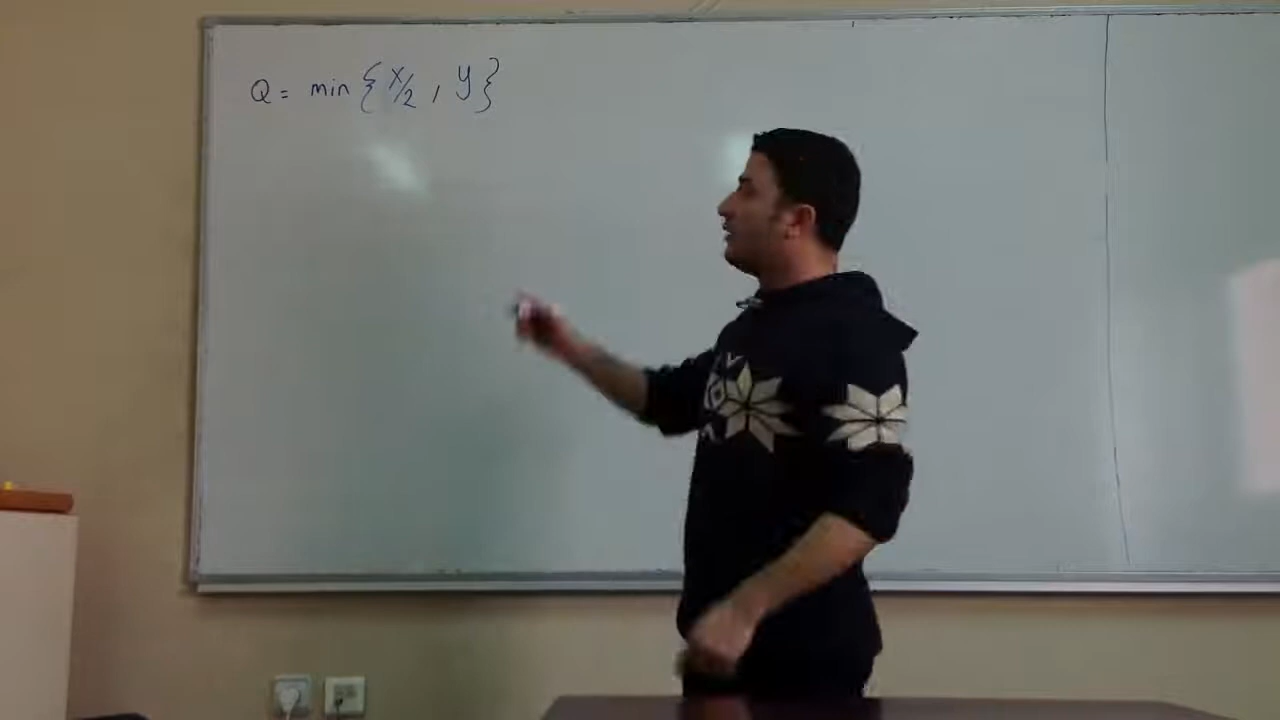 Q = min {x/2, y}